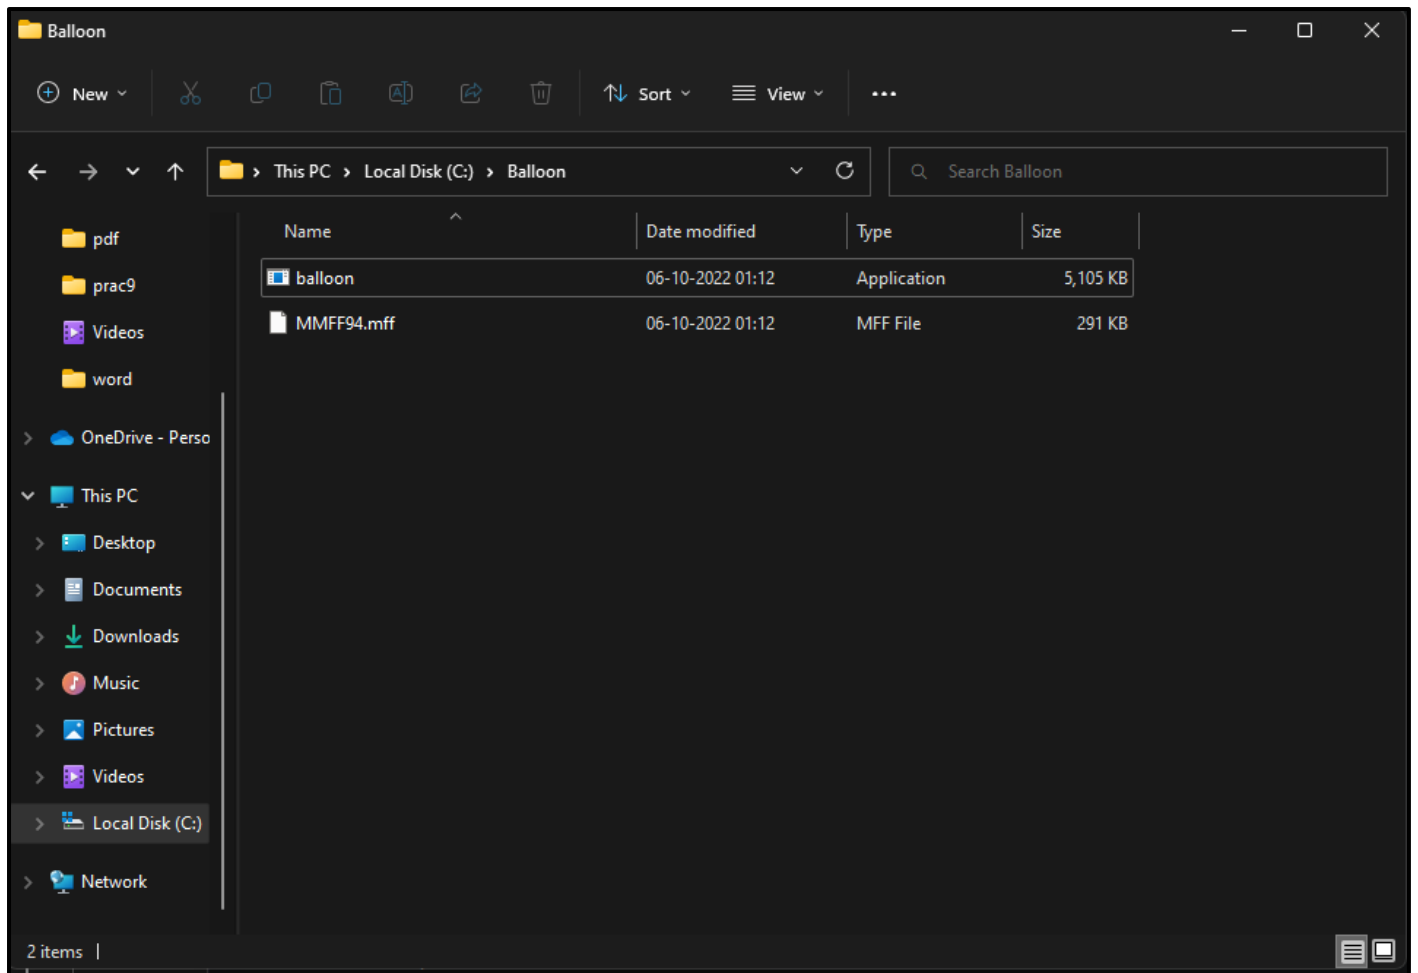 Balloon
New
Sort
View
This PC > Local Disk (C:) > Balloon
Search Balloon
pdf
prac9
Videos
word
OneDrive - Perso
This PC
Desktop
Documents
Downloads
Music
Pictures
Videos
Local Disk (C:)
Network
Name Date modified Type Size
balloon 06-10-2022 01:12 Application 5,105 KB
MMFF94.mff 06-10-2022 01:12 MFF File 291 KB
2 items